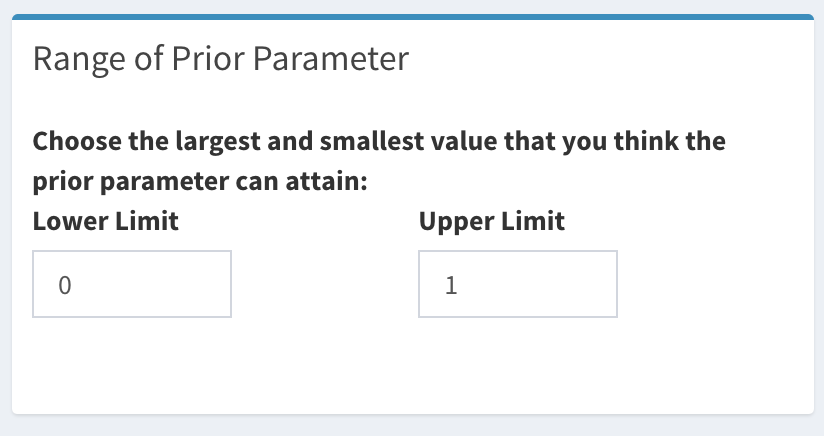 Range of Prior Parameter
Choose the largest and smallest value that you think the
prior parameter can attain:
Lower Limit
Upper Limit
0
1